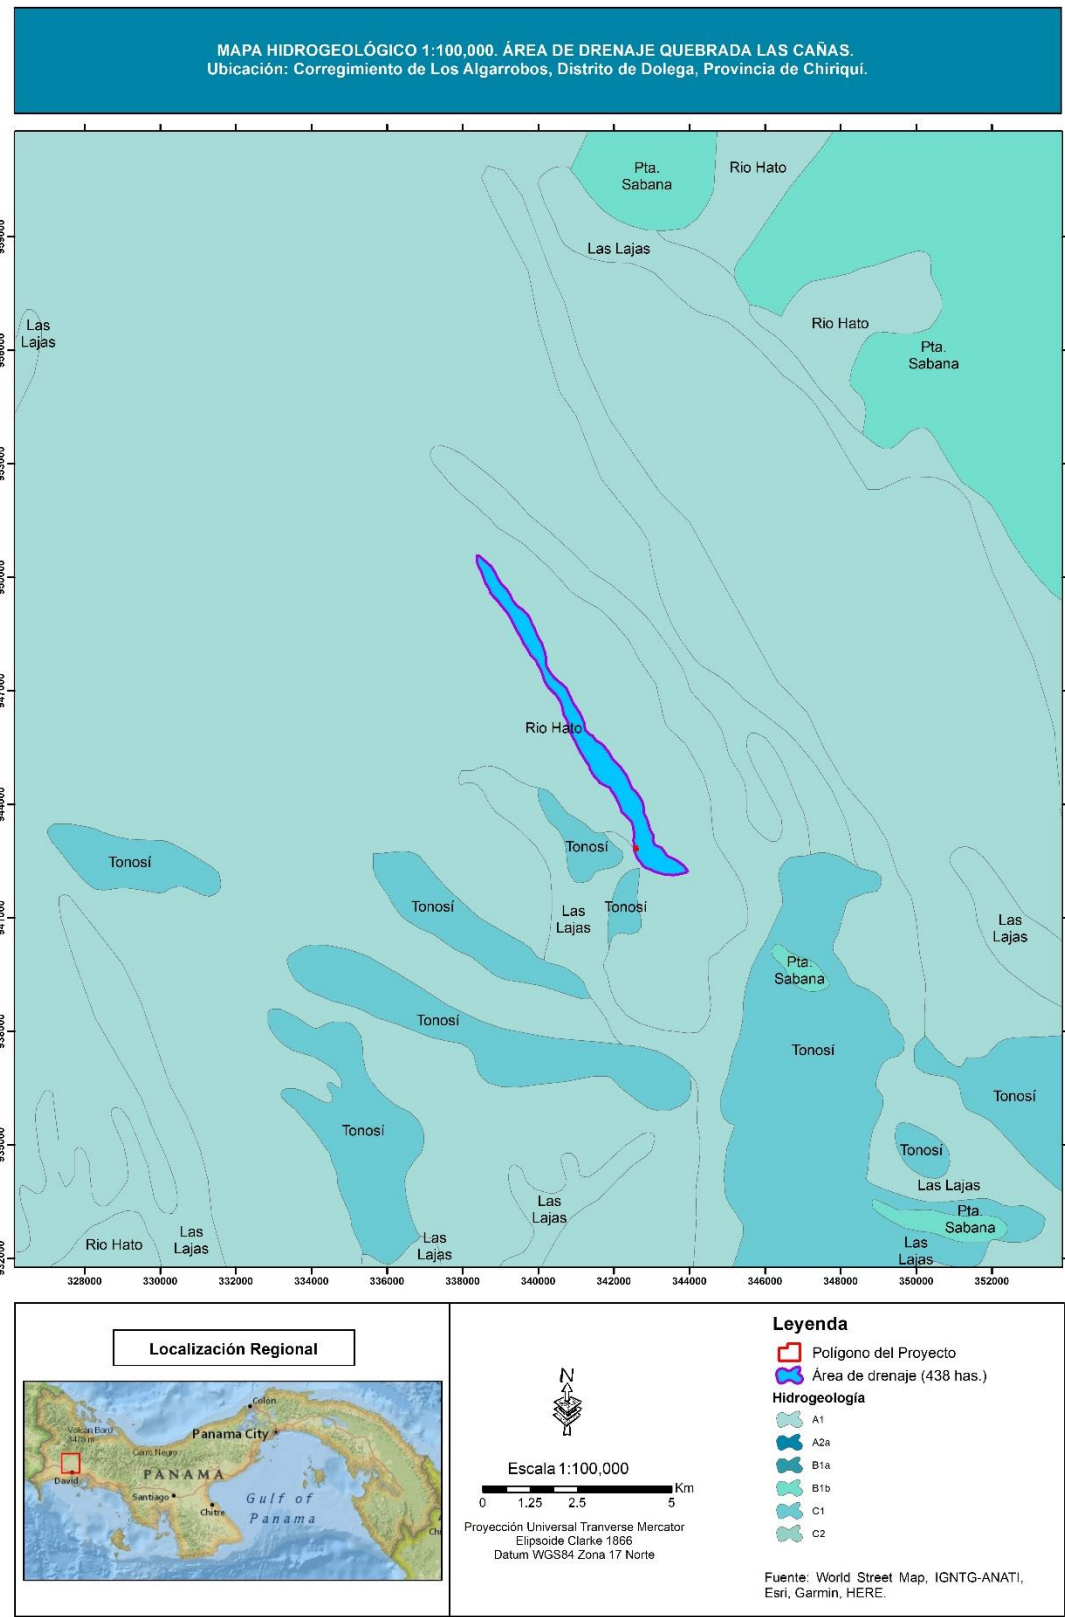 MAPA HIDROGEOLÓGICO 1:100,000. ÁREA DE DRENAJE QUEBRADA LAS CAÑAS.
Ubicación: Corregimiento de Los Algarrobos, Distrito de Dolega, Provincia de Chiriquí.
Pta.
Sabana
Rio Hato
Las Lajas
Rio Hato
Las
Lajas
Pta.
Sabana
Rio Hato
Tonosí
Tonosí
Tonosí
Las
Lajas
Tonosí
Las
Lajas
Pta.
Sabana
Tonosí
Tonosí
Tonosí
Tonosí
Tonosí
Las Lajas
Las
Lajas
Pta.
Sabana
Rio Hato
Las
Lajas
Las
Lajas
Las
Lajas
328000 330000 332000 334000 336000 338000 340000 342000 344000 346000 348000 350000 352000
Localización Regional
Colón
Volcan Barú
3475 m
Panama City
Cerro Negro
PANAMA
David
Santiago
Chitre
Gulf of
Panama
N
Escala 1:100,000
Km
0 1.25 2.5 5
Proyección Universal Tranverse Mercator
Elipsoide Clarke 1866
Datum WGS84 Zona 17 Norte
Leyenda
Polígono del Proyecto
Área de drenaje (438 has.)
Hidrogeología
A1
A2a
B1a
B1b
C1
C2
Fuente: World Street Map, IGNTG-ANATI,
Esri, Garmin, HERE.